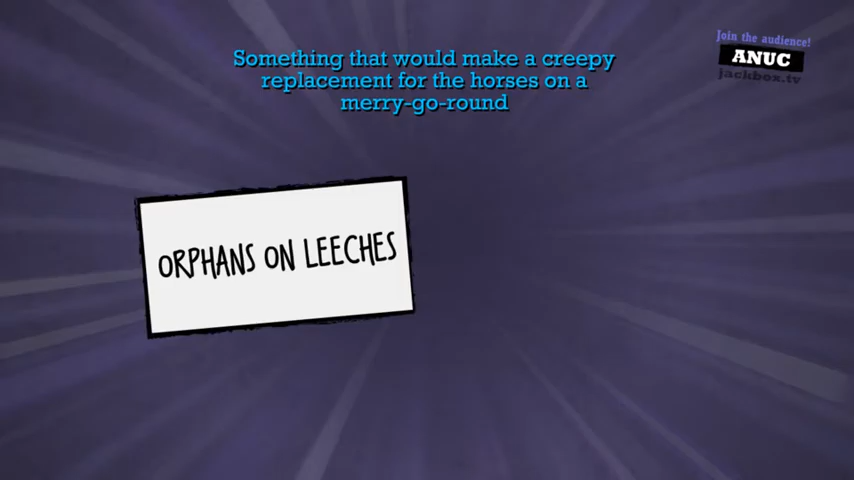 Something that would make a creepy
replacement for the horses on a
merry-go-round
Join the audience!
ANUC
jackbox.tv
ORPHANS ON LEECHES